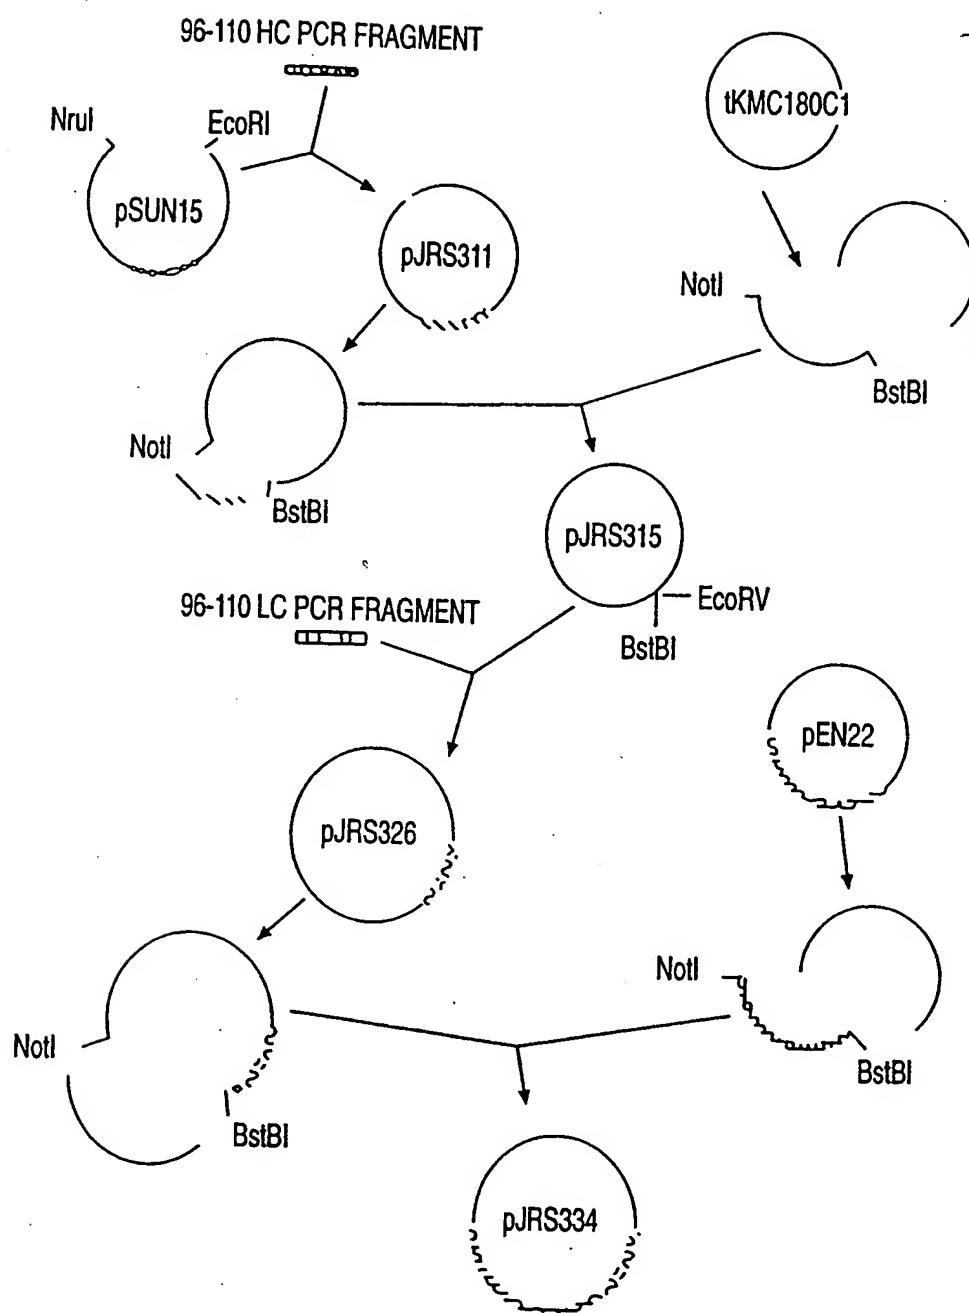 96-110 HC PCR FRAGMENT
NruI
EcoRI
pSUN15
tKMC180C1
pJRS311
NotI
BstBI
NotI
BstBI
pJRS315
EcoRV
BstBI
96-110 LC PCR FRAGMENT
pEN22
pJRS326
NotI
BstBI
NotI
BstBI
pJRS334